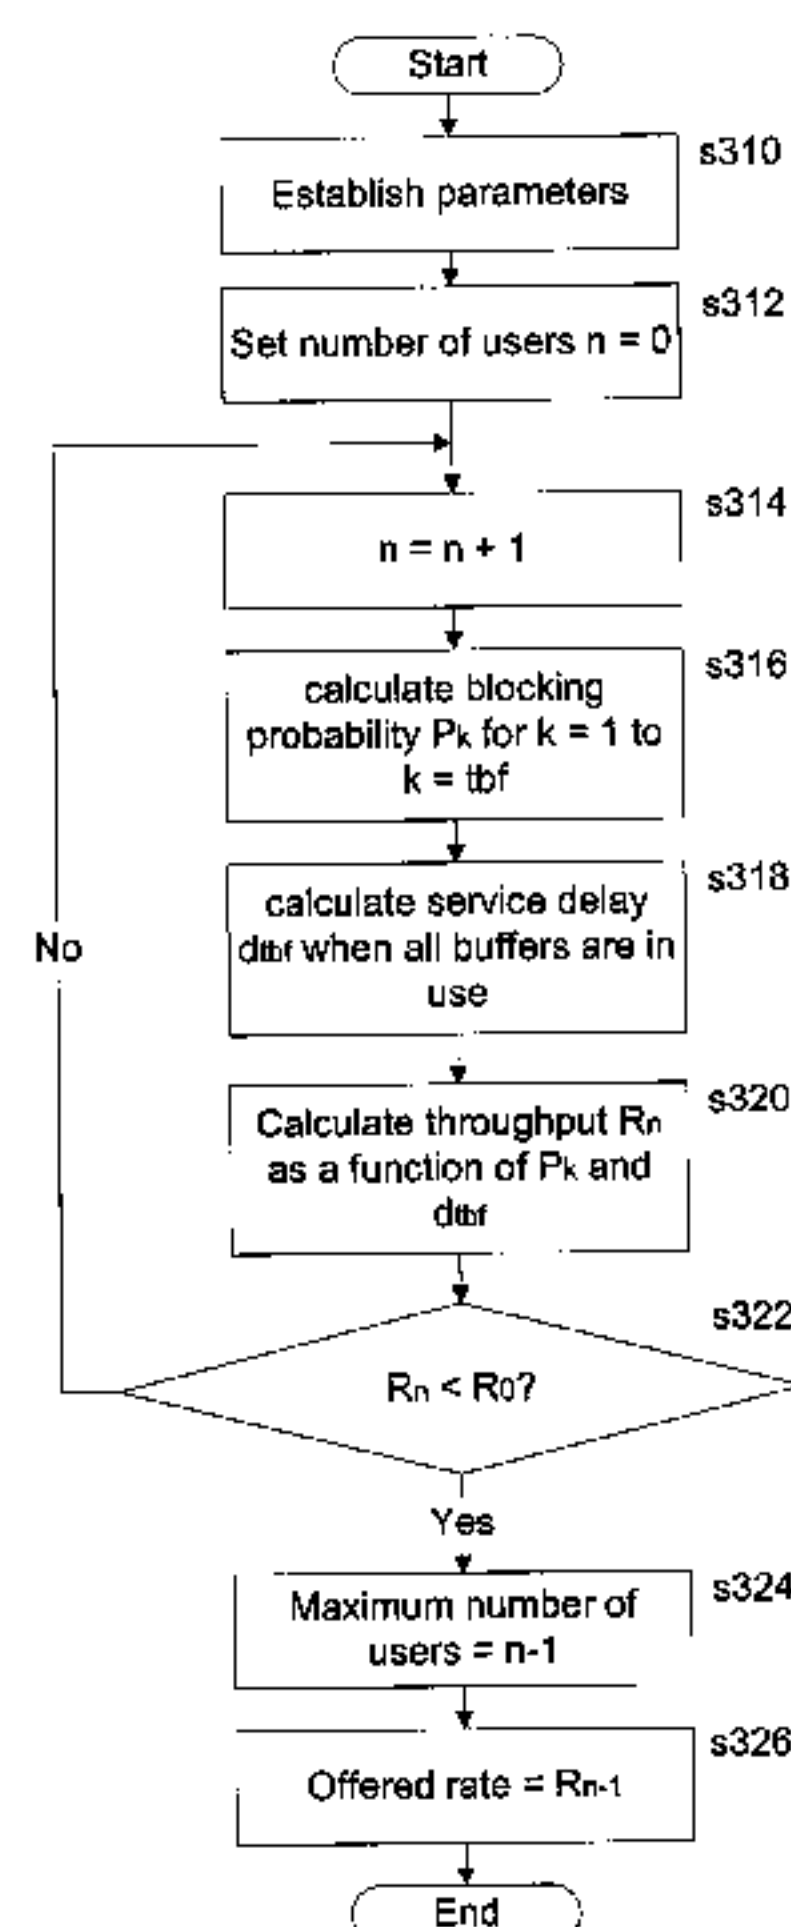 Start
s310
Establish parameters
s312
Set number of users n = 0
s314
n = n + 1
s316
calculate blocking
probability Pk for k = 1 to
k = tbf
s318
calculate service delay
dtbf when all buffers are in
use
No
s320
Calculate throughput Rn
as a function of Pk and
dtbf
s322
Rn < R0?
Yes
s324
Maximum number of
users = n-1
s326
Offered rate = Rn-1
End